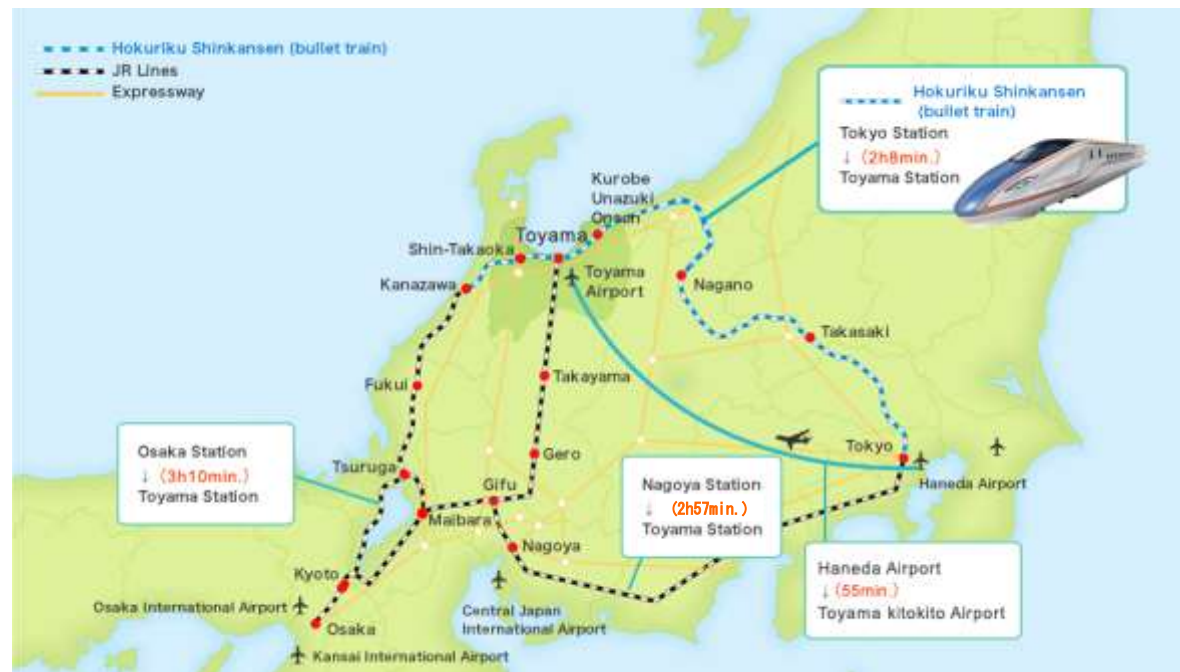 Hokuriku Shinkansen (bullet train)
JR Lines
Expressway
Hokuriku Shinkansen
(bullet train)
Tokyo Station
↓ (2h8min.)
Toyama Station
Kurobe
Unazuki
Onsen
Toyama
Shin-Takaoka
Kanazawa
Toyama
Airport
Nagano
Takasaki
Fukui
Takayama
Osaka Station
↓ (3h10min.)
Toyama Station
Tsuruga
Gero
Gifu
Tokyo
Haneda Airport
Nagoya Station
↓ (2h57min.)
Toyama Station
Maibara
Nagoya
Kyoto
Haneda Airport
↓ (55min.)
Toyama kitokito Airport
Osaka International Airport
Osaka
Central Japan
International Airport
Kansai International Airport